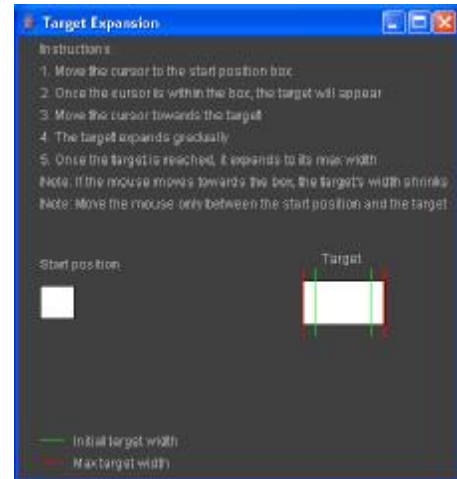 Target Expansion
Instructions
1. Move the cursor to the start position box
2. Once the cursor is within the box, the target will appear
3. Move the cursor towards the target
4. The target expands gradually
5. Once the target is reached, it expands to its max width
Note: If the mouse moves towards the box, the target's width shrinks
Note: Move the mouse only between the start position and the target
Start position
Target
Initial target width
Max target width